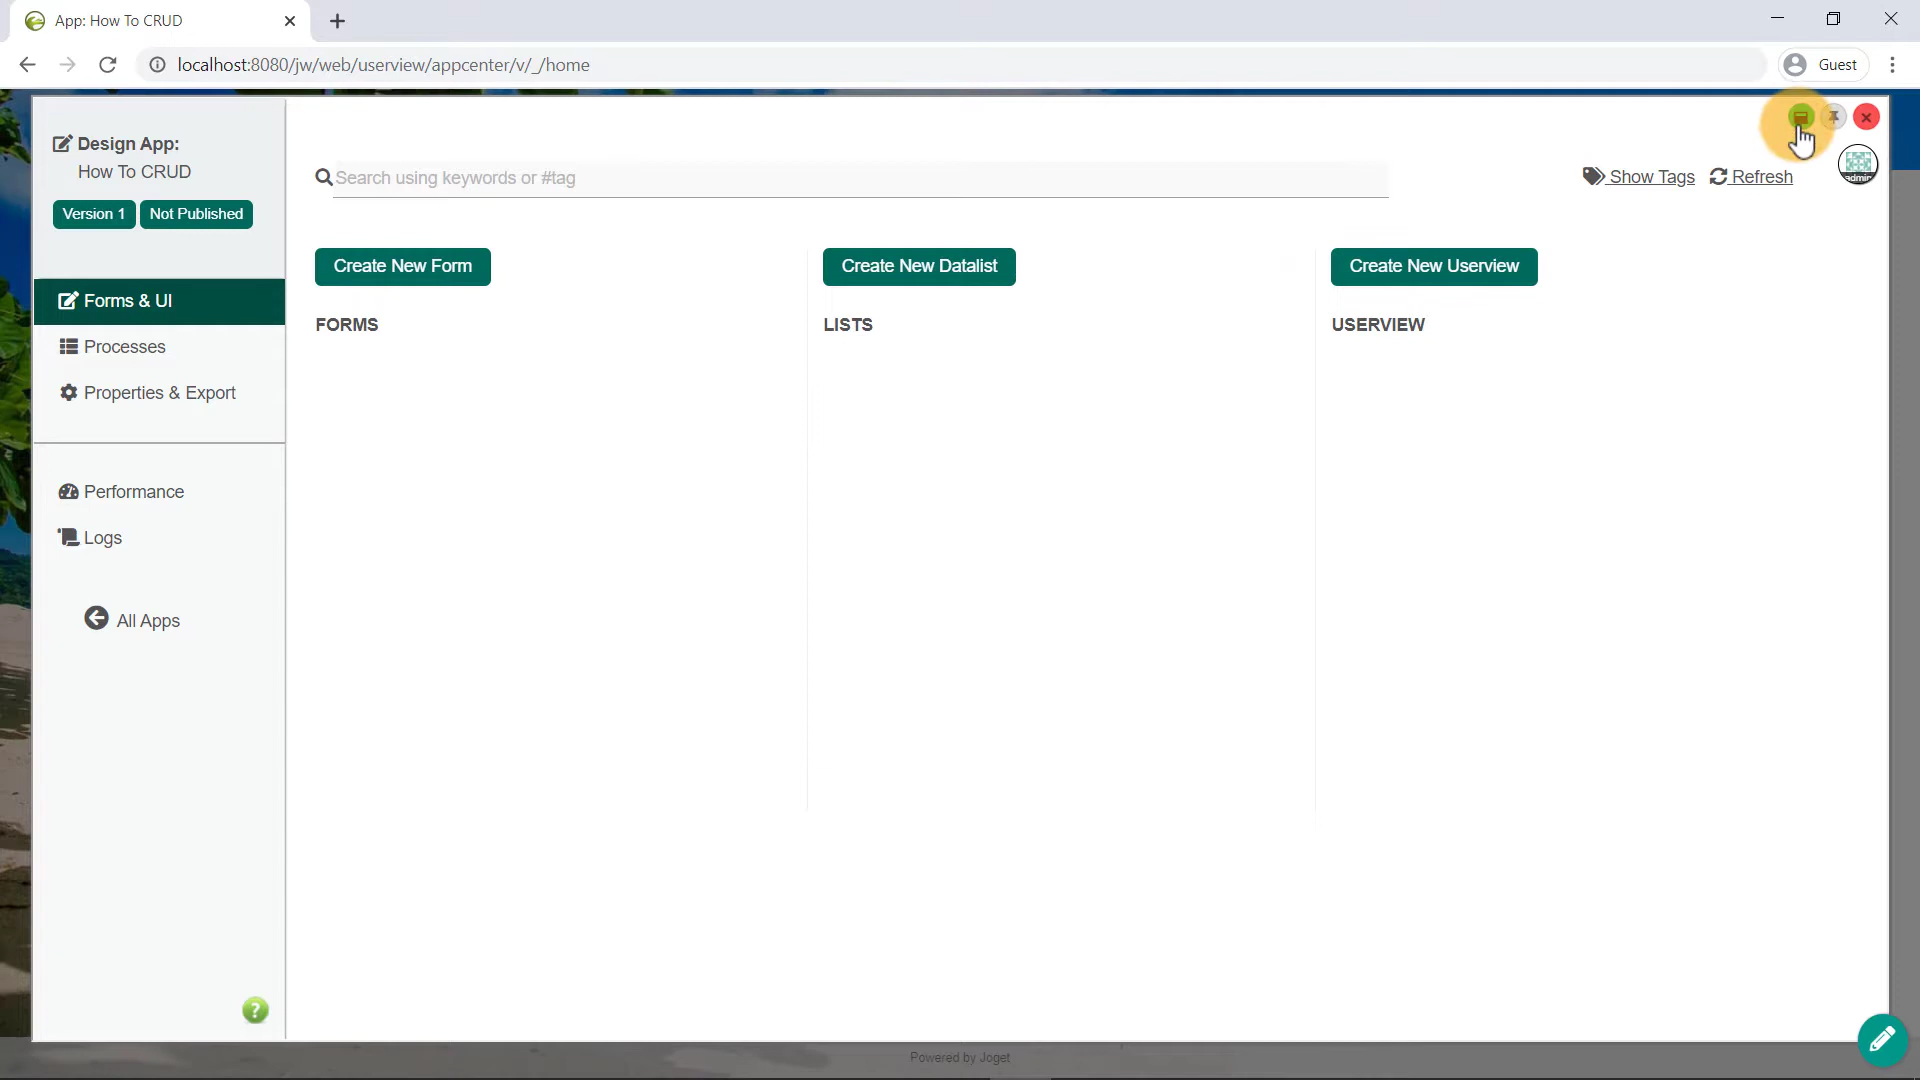 App: How To CRUD
localhost:8080/jw/web/userview/appcenter/v/_/home
Guest
Design App:
How To CRUD
Version 1
Not Published
Search using keywords or #tag
Show Tags
Refresh
admin
Forms & UI
Processes
Properties & Export
Performance
Logs
All Apps
Create New Form
FORMS
Create New Datalist
LISTS
Create New Userview
USERVIEW
?
Powered by Joget